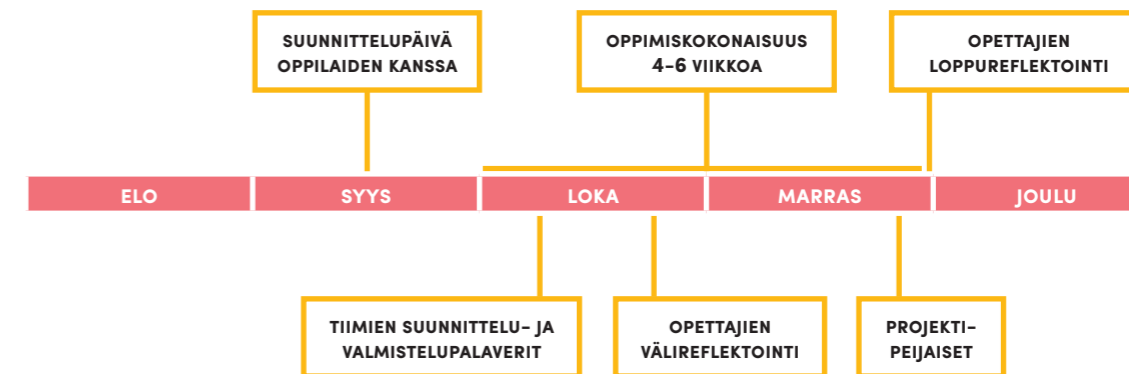 SUUNNITTELUPÄIVÄ
OPPILAIDEN KANSSA
OPPIMISKOKONAISUUS
4-6 VIIKKOA
OPETTAJIEN
LOPPUREFLEKTOINTI
ELO
SYYS
LOKA
MARRAS
JOULU
TIIMIEN SUUNNITTELU- JA
VALMISTELUPALAVERIT
OPETTAJIEN
VÄLIREFLEKTOINTI
PROJEKTI-
PEIJAISET